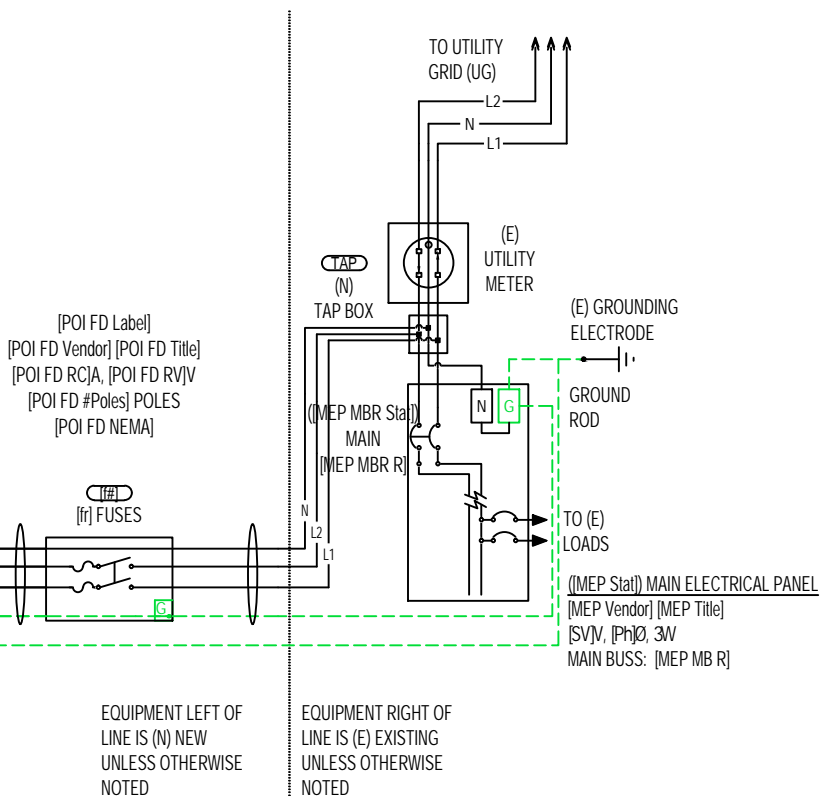 TO UTILITY
GRID (UG)
L2
N
L1
(E)
UTILITY
METER
TAP
(N)
TAP BOX
(E) GROUNDING
ELECTRODE
GROUND
ROD
[POI FD Label]
[POI FD Vendor] [POI FD Title]
[POI FD RC]A, [POI FD RV]V
[POI FD #Poles] POLES
[POI FD NEMA]
([MEP MBR Stat])
MAIN
[MEP MBR R]
N
G
[f#]
[fr] FUSES
N
L2
L1
G
TO (E)
LOADS
([MEP Stat]) MAIN ELECTRICAL PANEL
[MEP Vendor] [MEP Title]
[SV]V, [Ph]Ø, 3W
MAIN BUSS: [MEP MB R]
EQUIPMENT LEFT OF
LINE IS (N) NEW
UNLESS OTHERWISE
NOTED
EQUIPMENT RIGHT OF
LINE IS (E) EXISTING
UNLESS OTHERWISE
NOTED